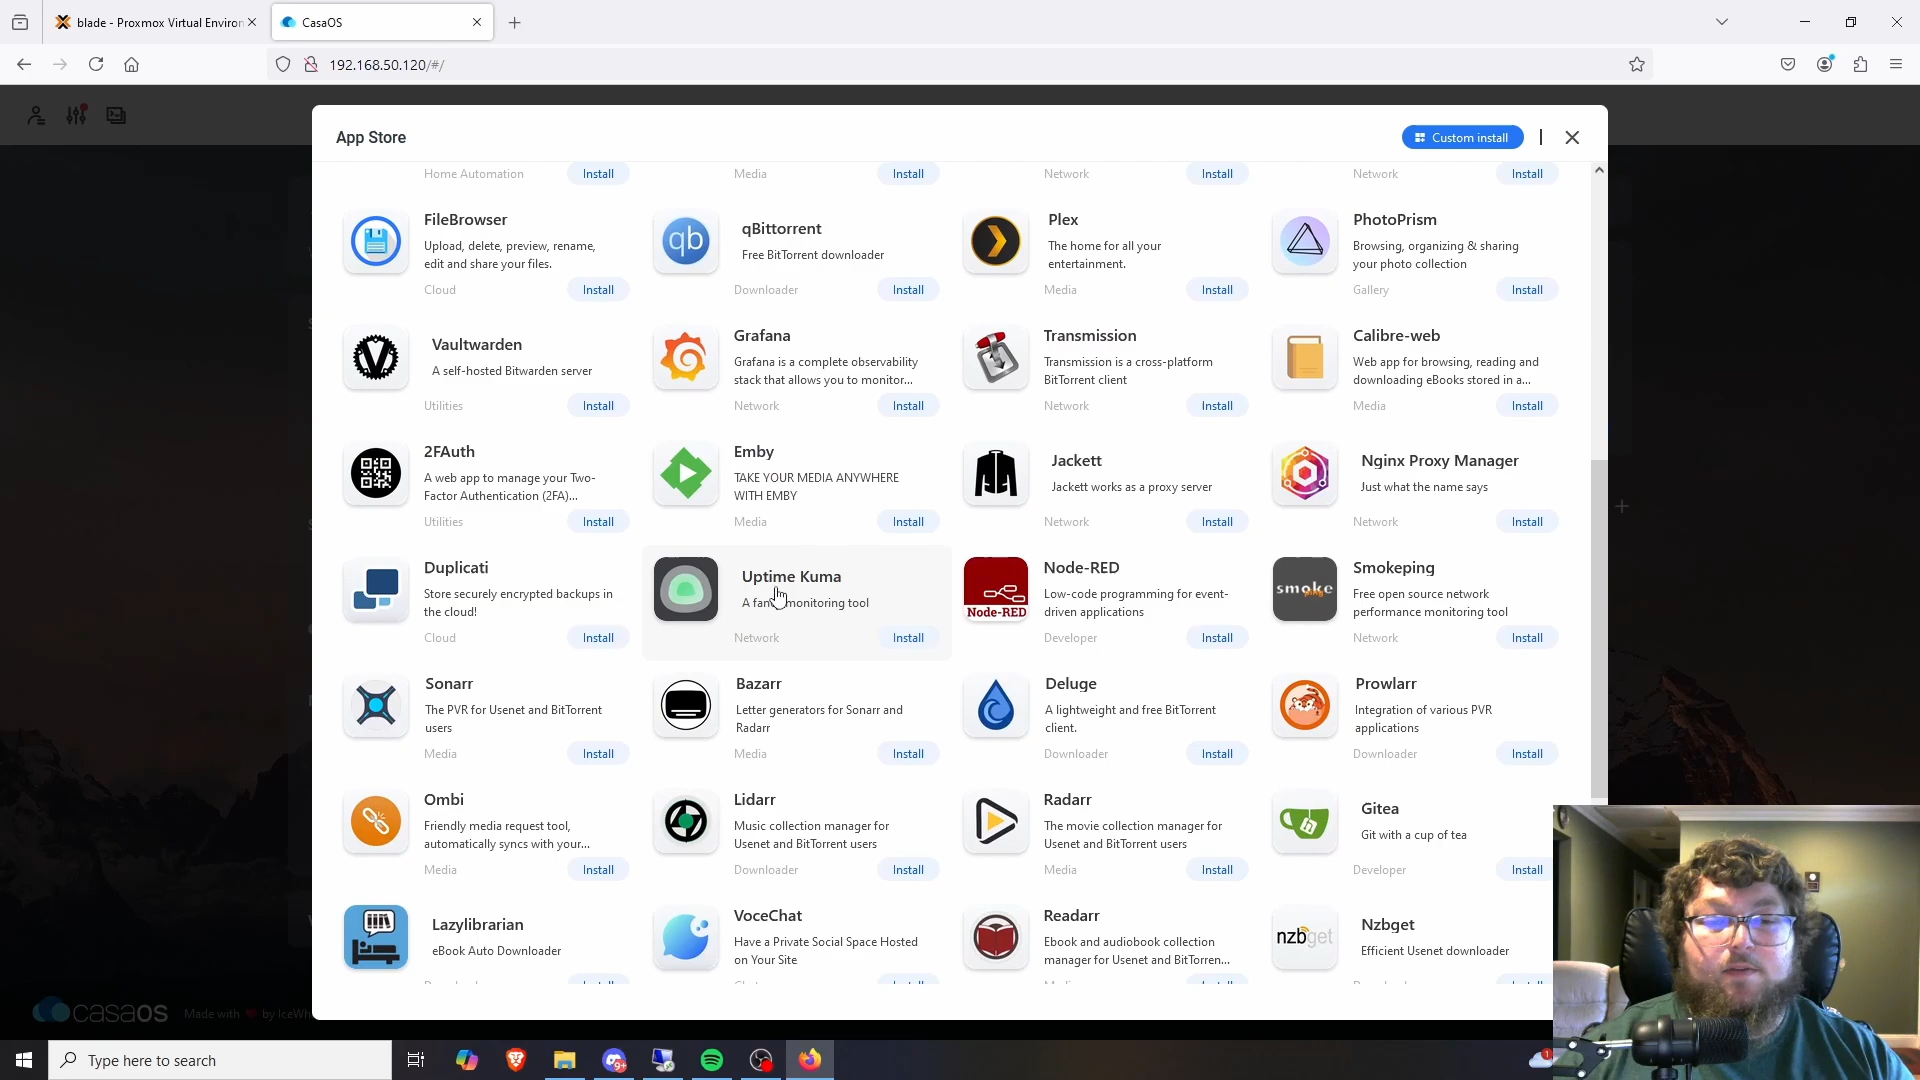 blade - Proxmox Virtual Environ
CasaOS
192.168.50.120/#/
App Store
Custom install
Home Automation
Install
Media
Install
Network
Install
Network
Install
FileBrowser
Upload, delete, preview, rename,
edit and share your files.
Cloud
Install
qBittorrent
Free BitTorrent downloader
Downloader
Install
Plex
The home for all your
entertainment.
Media
Install
PhotoPrism
Browsing, organizing & sharing
your photo collection
Gallery
Install
Vaultwarden
A self-hosted Bitwarden server
Utilities
Install
Grafana
Grafana is a complete observability
stack that allows you to monitor...
Network
Install
Transmission
Transmission is a cross-platform
BitTorrent client
Network
Install
Calibre-web
Web app for browsing, reading and
downloading eBooks stored in a...
Media
Install
2FAuth
A web app to manage your Two-
Factor Authentication (2FA)...
Utilities
Install
Emby
TAKE YOUR MEDIA ANYWHERE
WITH EMBY
Media
Install
Jackett
Jackett works as a proxy server
Network
Install
Nginx Proxy Manager
Just what the name says
Network
Install
Duplicati
Store securely encrypted backups in
the cloud!
Cloud
Install
Uptime Kuma
A monitoring tool
Network
Install
Node-RED
Node-RED
Low-code programming for event-
driven applications
Developer
Install
smokeping
Smokeping
Free open source network
performance monitoring tool
Network
Install
Sonarr
The PVR for Usenet and BitTorrent
users
Media
Install
Bazarr
Letter generators for Sonarr and
Radarr
Media
Install
Deluge
A lightweight and free BitTorrent
client.
Downloader
Install
Prowlarr
Integration of various PVR
applications
Downloader
Install
Ombi
Friendly media request tool,
automatically syncs with your...
Media
Install
Lidarr
Music collection manager for
Usenet and BitTorrent users
Downloader
Install
Radarr
The movie collection manager for
Usenet and BitTorrent users
Media
Install
Gitea
Git with a cup of tea
Developer
Install
Lazylibrarian
eBook Auto Downloader
VoceChat
Have a Private Social Space Hosted
on Your Site
Readarr
Ebook and audiobook collection
manager for Usenet and BitTorren...
nzbget
Nzbget
Efficient Usenet downloader
casaos
Made with by IceWh
Type here to search